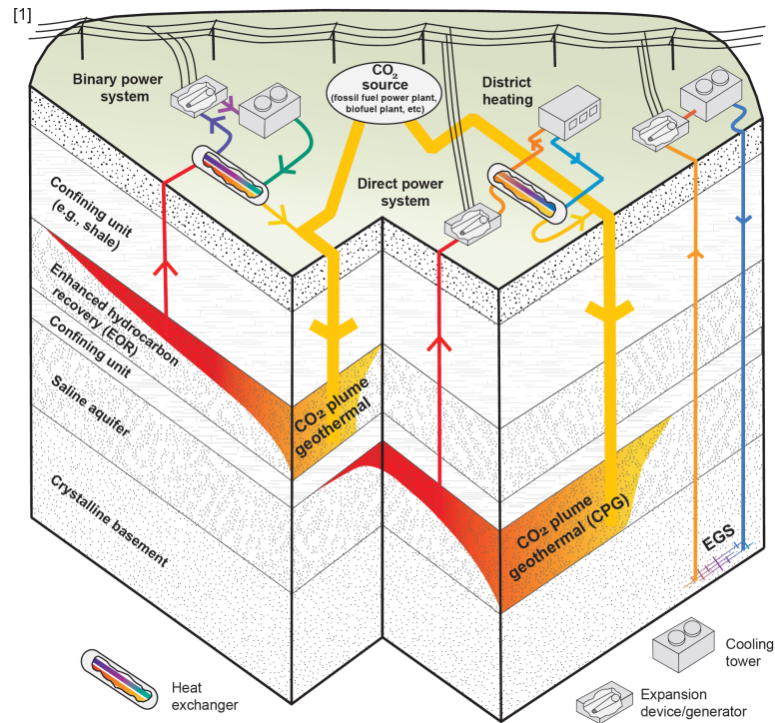 [1]
Binary power
system
CO2
source
(fossil fuel power plant,
biofuel plant, etc)
District
heating
Direct power
system
Confining unit
(e.g., shale)
Enhanced hydrocarbon
recovery (EOR)
Confining unit
Saline aquifer
Crystalline basement
CO2 plume
geothermal
CO2 plume
geothermal (CPG)
EGS
Heat
exchanger
Cooling
tower
Expansion
device/generator